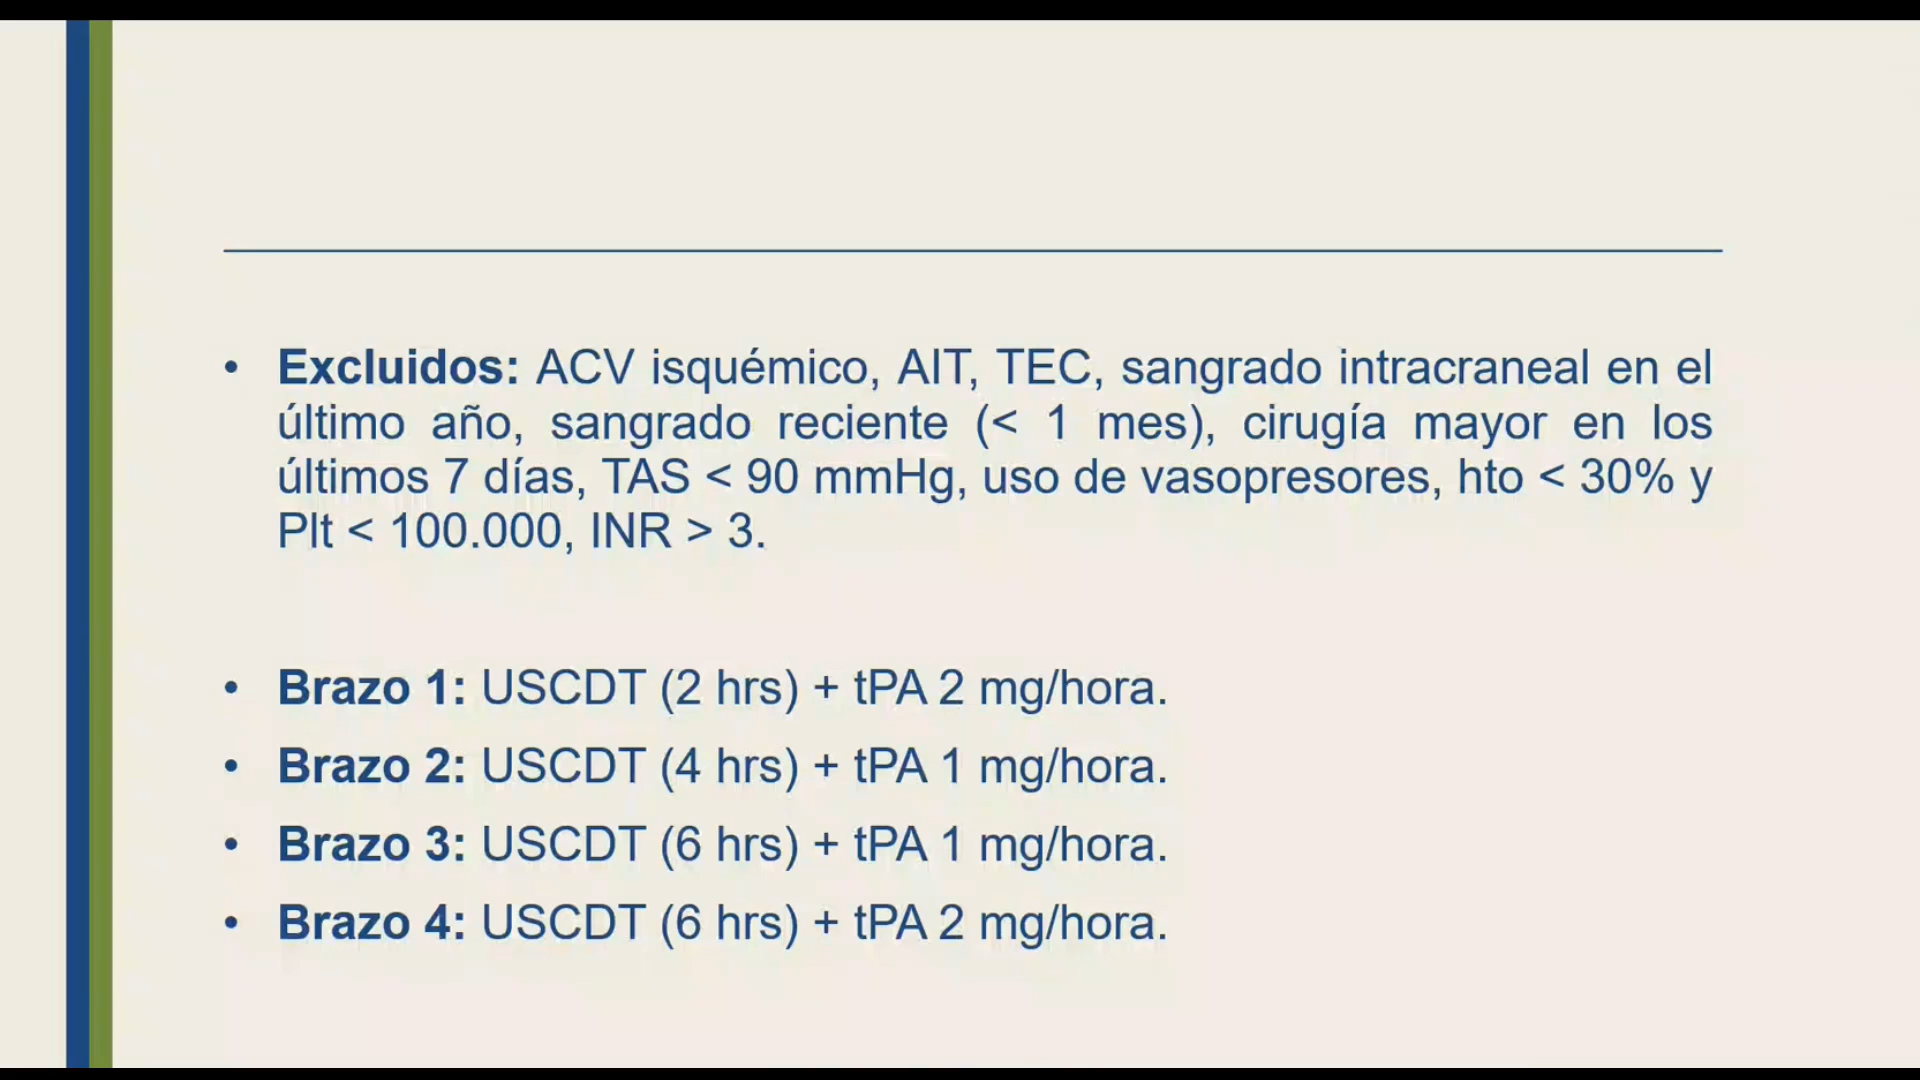 • Excluidos: ACV isquémico, AIT, TEC, sangrado intracraneal en el
último año, sangrado reciente (< 1 mes), cirugía mayor en los
últimos 7 días, TAS < 90 mmHg, uso de vasopresores, hto < 30% y
Plt < 100.000, INR > 3.
• Brazo 1: USCDT (2 hrs) + tPA 2 mg/hora.
• Brazo 2: USCDT (4 hrs) + tPA 1 mg/hora.
• Brazo 3: USCDT (6 hrs) + tPA 1 mg/hora.
• Brazo 4: USCDT (6 hrs) + tPA 2 mg/hora.